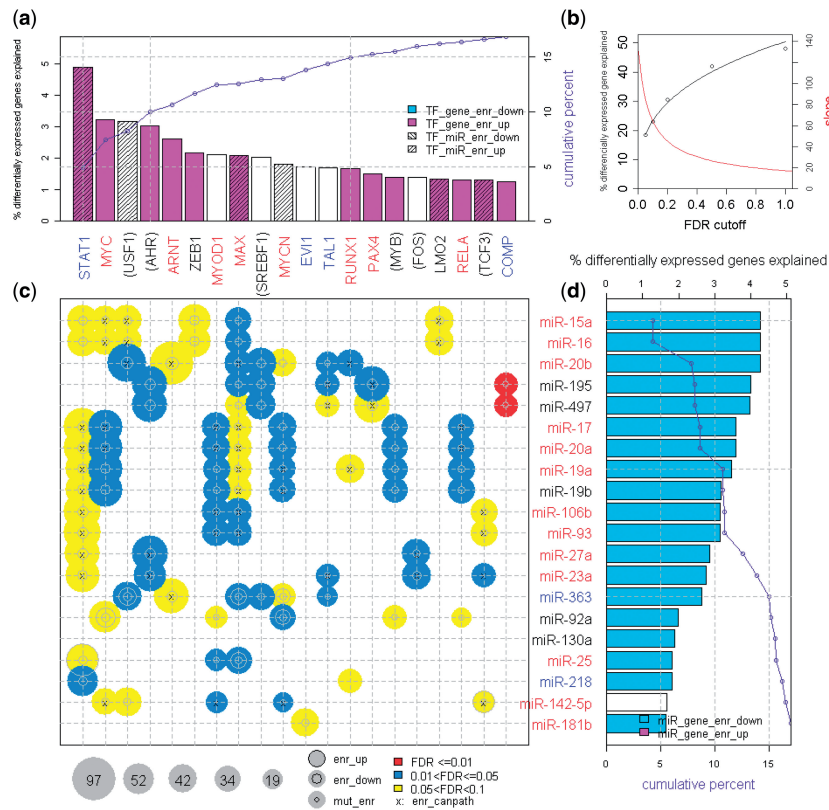 (a)
% differentially expressed genes explained
0 1 2 3 4 5
0 5 10 15
cumulative percent
TF_gene_enr_down
TF_gene_enr_up
TF_miR_enr_down
TF_miR_enr_up
STAT1
MYC
(USF1)
(AHR)
ARNT
ZEB1
MYOD1
MAX
(SREBF1)
MYCN
EVI1
TAL1
RUNX1
PAX4
(MYB)
(FOS)
LMO2
RELA
(TCF3)
COMP
(b)
% differencially expressed gene explained
0 10 20 30 40 50
0 20 40 60 80 100 140
slope
0.0 0.2 0.4 0.6 0.8 1.0
FDR cutoff
(c)
97 52 42 34 19
enr_up
enr_down
mut_enr
FDR <=0.01
0.01<FDR<=0.05
0.05<FDR<0.1
x: enr_canpath
(d)
% differentially expressed genes explained
0 1 2 3 4 5
miR-15a
miR-16
miR-20b
miR-195
miR-497
miR-17
miR-20a
miR-19a
miR-19b
miR-106b
miR-93
miR-27a
miR-23a
miR-363
miR-92a
miR-130a
miR-25
miR-218
miR-142-5p
miR-181b
miR_gene_enr_down
miR_gene_enr_up
0 5 10 15
cumulative percent